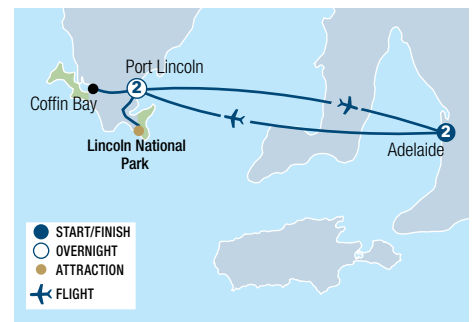 Port Lincoln
2
Coffin Bay
2
Adelaide
Lincoln National
Park
START/FINISH
OVERNIGHT
ATTRACTION
FLIGHT